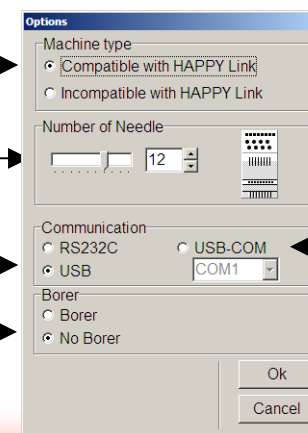 Options
Machine type
Compatible with HAPPY Link
Incompatible with HAPPY Link
Number of Needle
12
Communication
RS232C USB-COM
USB COM1
Borer
Borer
No Borer
Ok
Cancel